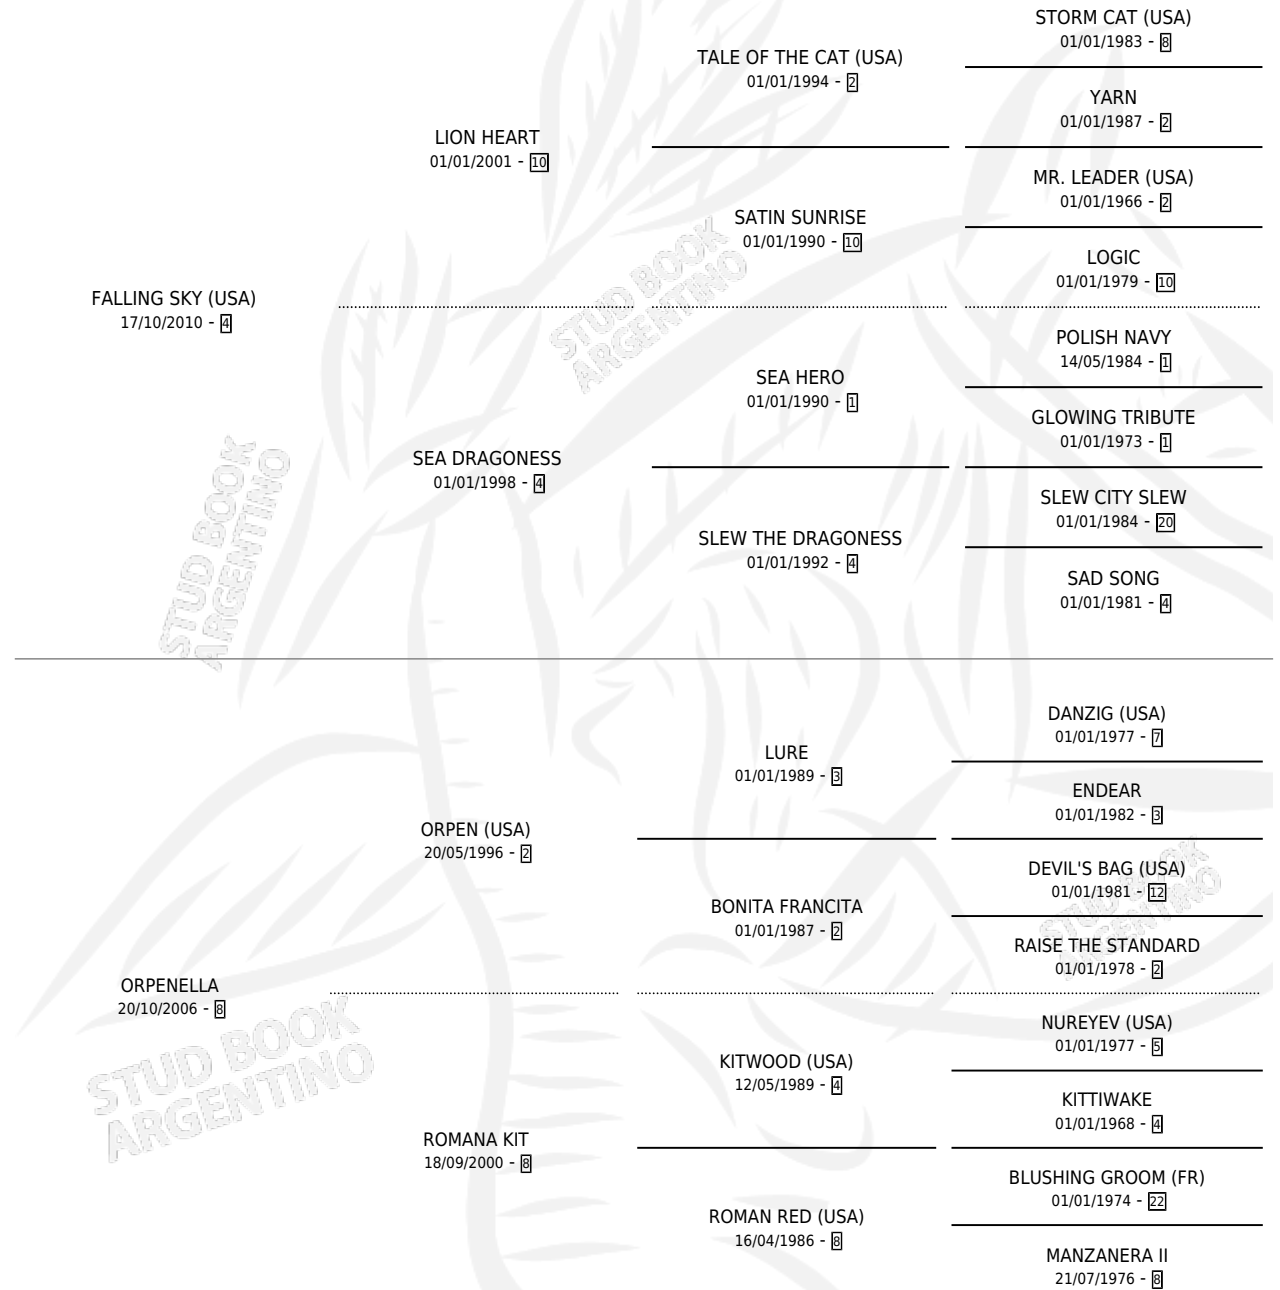 STORM CAT (USA)
01/01/1983 - 8
TALE OF THE CAT (USA)
01/01/1994 - 2
YARN
01/01/1987 - 2
LION HEART
01/01/2001 - 10
MR. LEADER (USA)
01/01/1966 - 2
SATIN SUNRISE
01/01/1990 - 10
LOGIC
01/01/1979 - 10
FALLING SKY (USA)
17/10/2010 - 4
POLISH NAVY
14/05/1984 - 1
SEA HERO
01/01/1990 - 1
GLOWING TRIBUTE
01/01/1973 - 1
SEA DRAGONESS
01/01/1998 - 4
SLEW CITY SLEW
01/01/1984 - 20
SLEW THE DRAGONESS
01/01/1992 - 4
SAD SONG
01/01/1981 - 4
DANZIG (USA)
01/01/1977 - 7
LURE
01/01/1989 - 3
ENDEAR
01/01/1982 - 3
ORPEN (USA)
20/05/1996 - 2
DEVIL'S BAG (USA)
01/01/1981 - 12
BONITA FRANCITA
01/01/1987 - 2
RAISE THE STANDARD
01/01/1978 - 2
ORPENELLA
20/10/2006 - 8
NUREYEV (USA)
01/01/1977 - 5
KITWOOD (USA)
12/05/1989 - 4
KITTIWAKE
01/01/1968 - 4
ROMANA KIT
18/09/2000 - 8
BLUSHING GROOM (FR)
01/01/1974 - 22
ROMAN RED (USA)
16/04/1986 - 8
MANZANERA II
21/07/1976 - 8
STUD BOOK
ARGENTINO
STUD BOOK
ARGENTINO
STUD BOOK
ARGENTINO
STUD BOOK
ARGENTINO